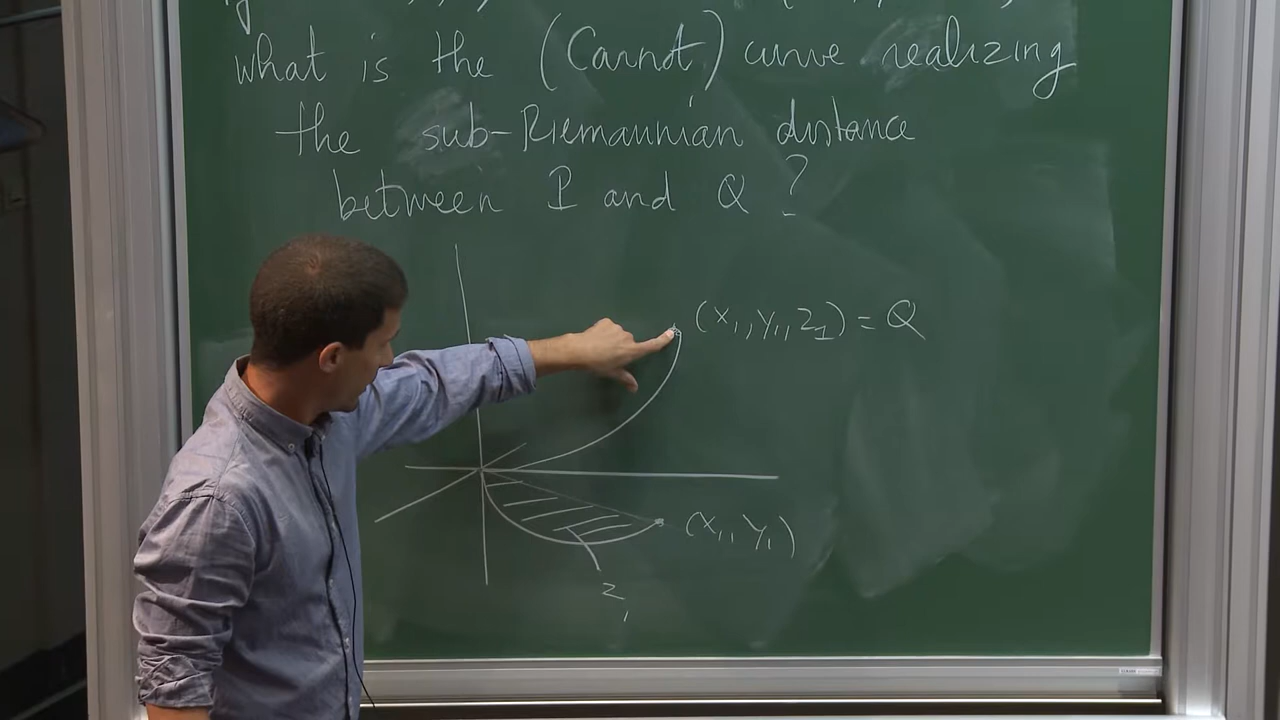 what is the (Carnot) curve realizing
the sub-Riemannian distance
between P and Q ?
(x₁, y₁, z₁) = Q
(x₁, y₁)
z₁